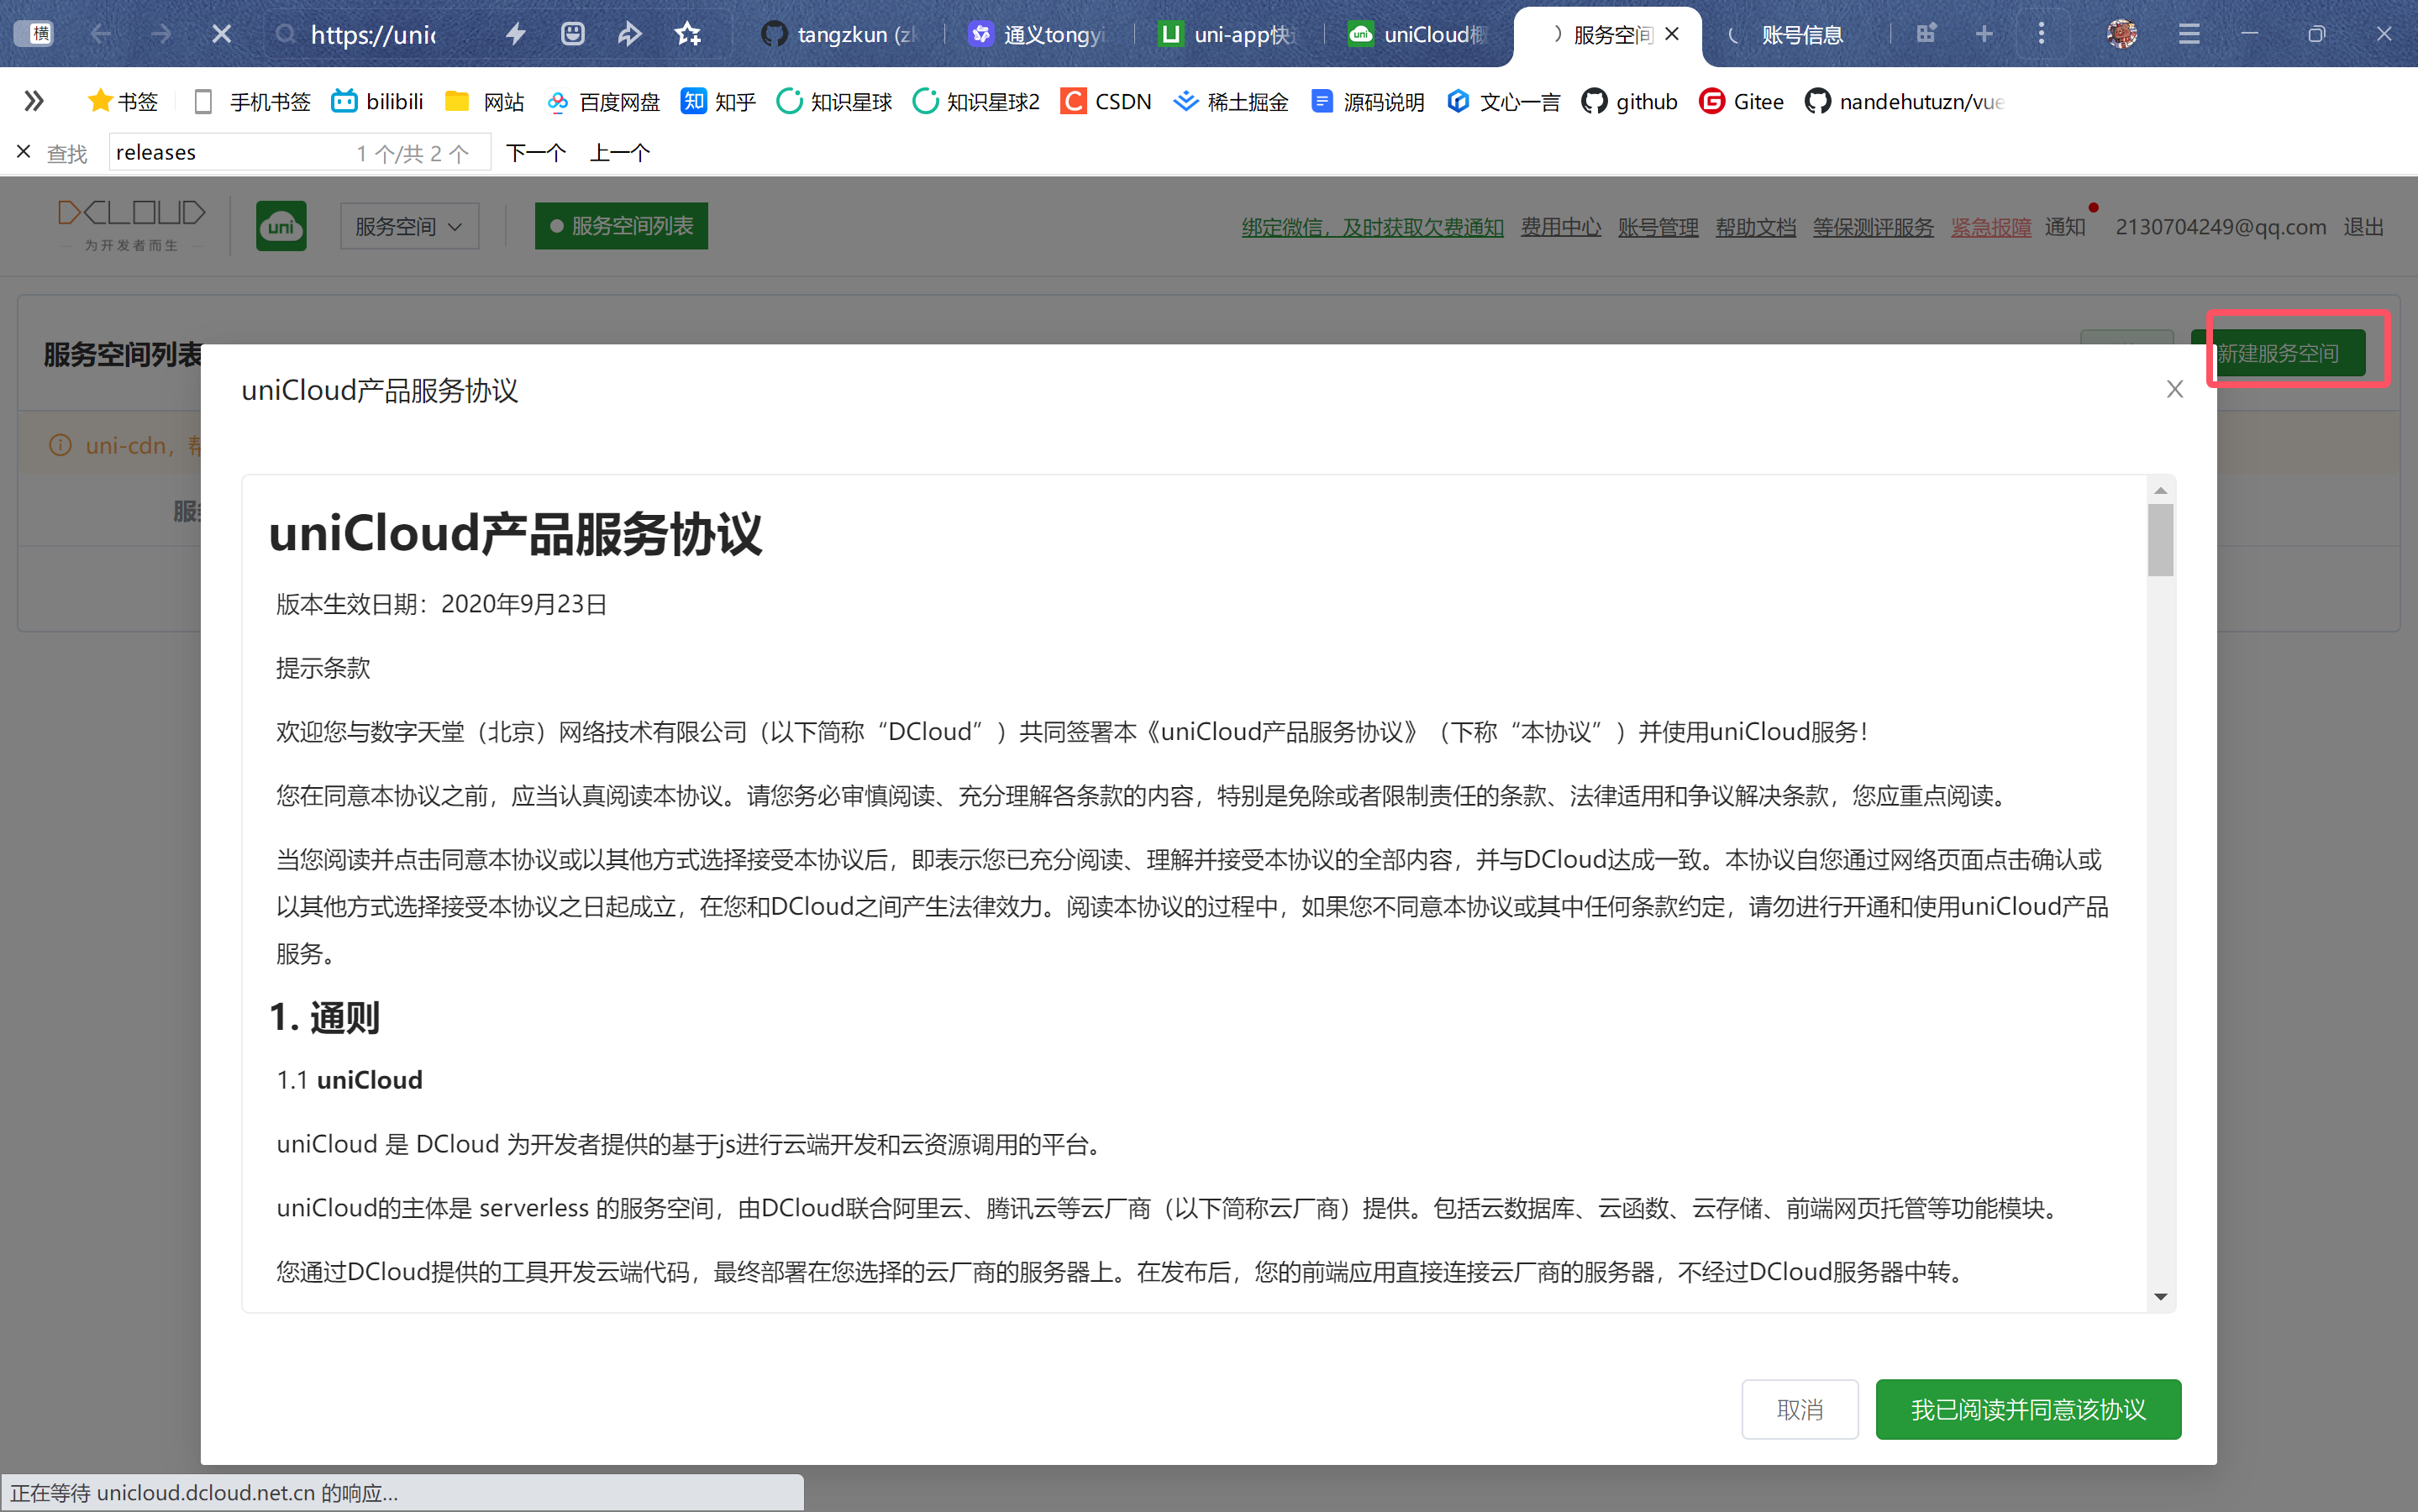 横
https://unic
tangzkun (zk
通义tongyi
uni-app快
uniCloud概
服务空间
账号信息
书签
手机书签
bilibili
网站
百度网盘
知乎
知识星球
知识星球2
CSDN
稀土掘金
源码说明
文心一言
github
Gitee
nandehutuzn/vue
查找
releases
1 个/共 2 个
下一个
上一个
DCLOUD
为开发者而生
uni
服务空间
服务空间列表
绑定微信，及时获取欠费通知
费用中心
账号管理
帮助文档
等保测评服务
紧急报障
通知
2130704249@qq.com
退出
服务空间列表
新建服务空间
uni-cdn，帮
服务
uniCloud产品服务协议
uniCloud产品服务协议
版本生效日期：2020年9月23日
提示条款
欢迎您与数字天堂（北京）网络技术有限公司（以下简称“DCloud”）共同签署本《uniCloud产品服务协议》（下称“本协议”）并使用uniCloud服务！
您在同意本协议之前，应当认真阅读本协议。请您务必审慎阅读、充分理解各条款的内容，特别是免除或者限制责任的条款、法律适用和争议解决条款，您应重点阅读。
当您阅读并点击同意本协议或以其他方式选择接受本协议后，即表示您已充分阅读、理解并接受本协议的全部内容，并与DCloud达成一致。本协议自您通过网络页面点击确认或
以其他方式选择接受本协议之日起成立，在您和DCloud之间产生法律效力。阅读本协议的过程中，如果您不同意本协议或其中任何条款约定，请勿进行开通和使用uniCloud产品
服务。
1. 通则
1.1 uniCloud
uniCloud 是 DCloud 为开发者提供的基于js进行云端开发和云资源调用的平台。
uniCloud的主体是 serverless 的服务空间，由DCloud联合阿里云、腾讯云等云厂商（以下简称云厂商）提供。包括云数据库、云函数、云存储、前端网页托管等功能模块。
您通过DCloud提供的工具开发云端代码，最终部署在您选择的云厂商的服务器上。在发布后，您的前端应用直接连接云厂商的服务器，不经过DCloud服务器中转。
取消
我已阅读并同意该协议
正在等待 unicloud.dcloud.net.cn 的响应...